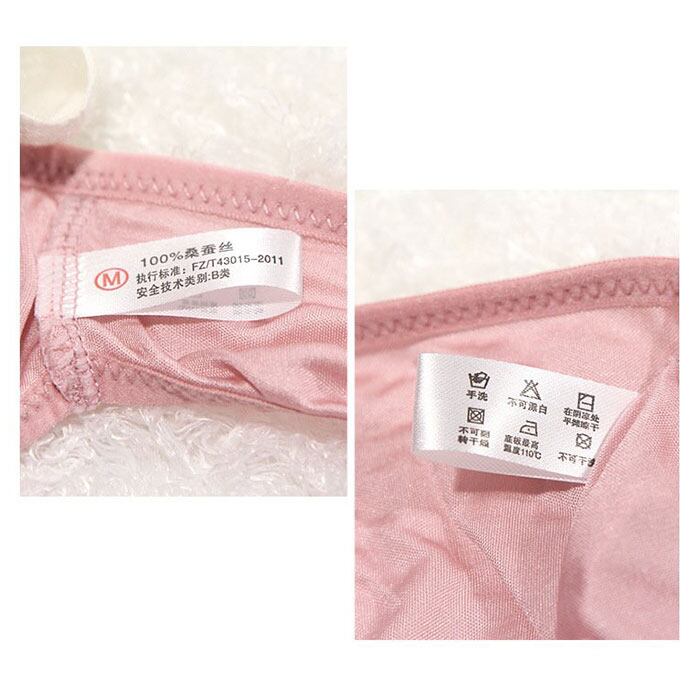 M
100%桑蚕丝
执行标准: FZ/T43015-2011
安全技术类别:B类
手洗
不可漂白
在阴凉处
平摊晾干
不可翻
转干燥
底板最高
温度110℃
不可干